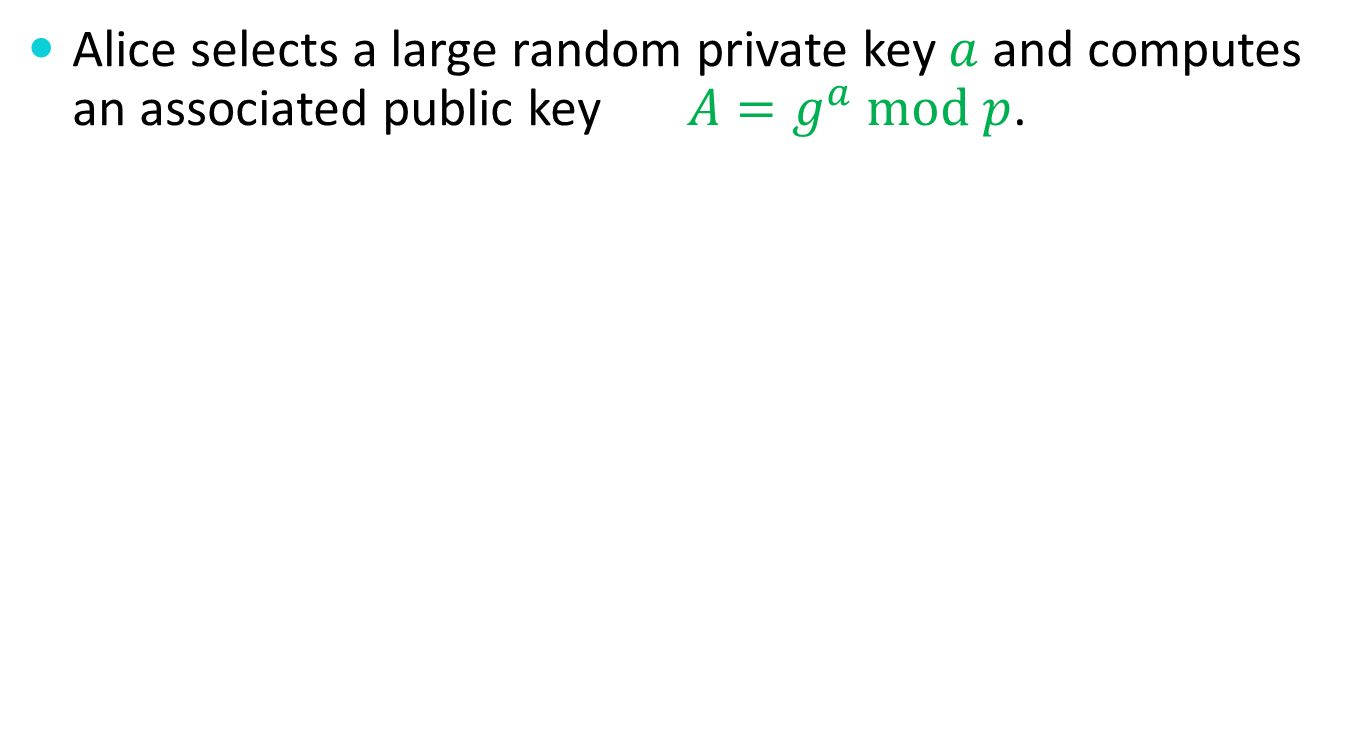 • Alice selects a large random private key a and computes
an associated public key A = g^a mod p.